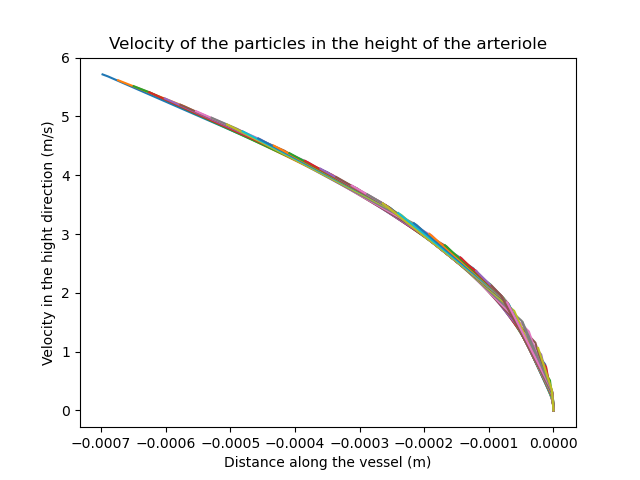 Velocity of the particles in the height of the arteriole
Velocity in the hight direction (m/s)
6
5
4
3
2
1
0
−0.0007 −0.0006 −0.0005 −0.0004 −0.0003 −0.0002 −0.0001 0.0000
Distance along the vessel (m)